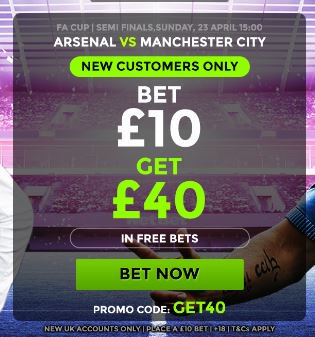 FA CUP | SEMI FINALS,SUNDAY, 23 APRIL 15:00
ARSENAL VS MANCHESTER CITY
NEW CUSTOMERS ONLY
BET
£10
GET
£40
IN FREE BETS
BET NOW
PROMO CODE: GET40
NEW UK ACCOUNTS ONLY | PLACE A £10 BET | +18 | T&Cs APPLY